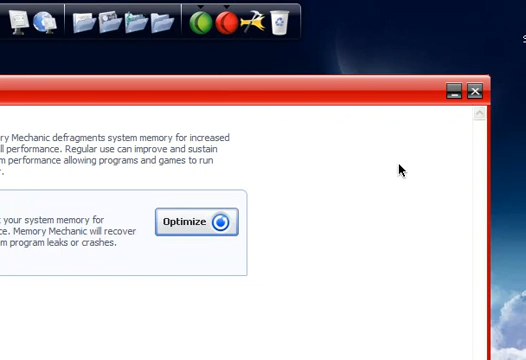 ry Mechanic defragments system memory for increased
ll performance. Regular use can improve and sustain
m performance allowing programs and games to run
your system memory for
ce. Memory Mechanic will recover
m program leaks or crashes.
Optimize